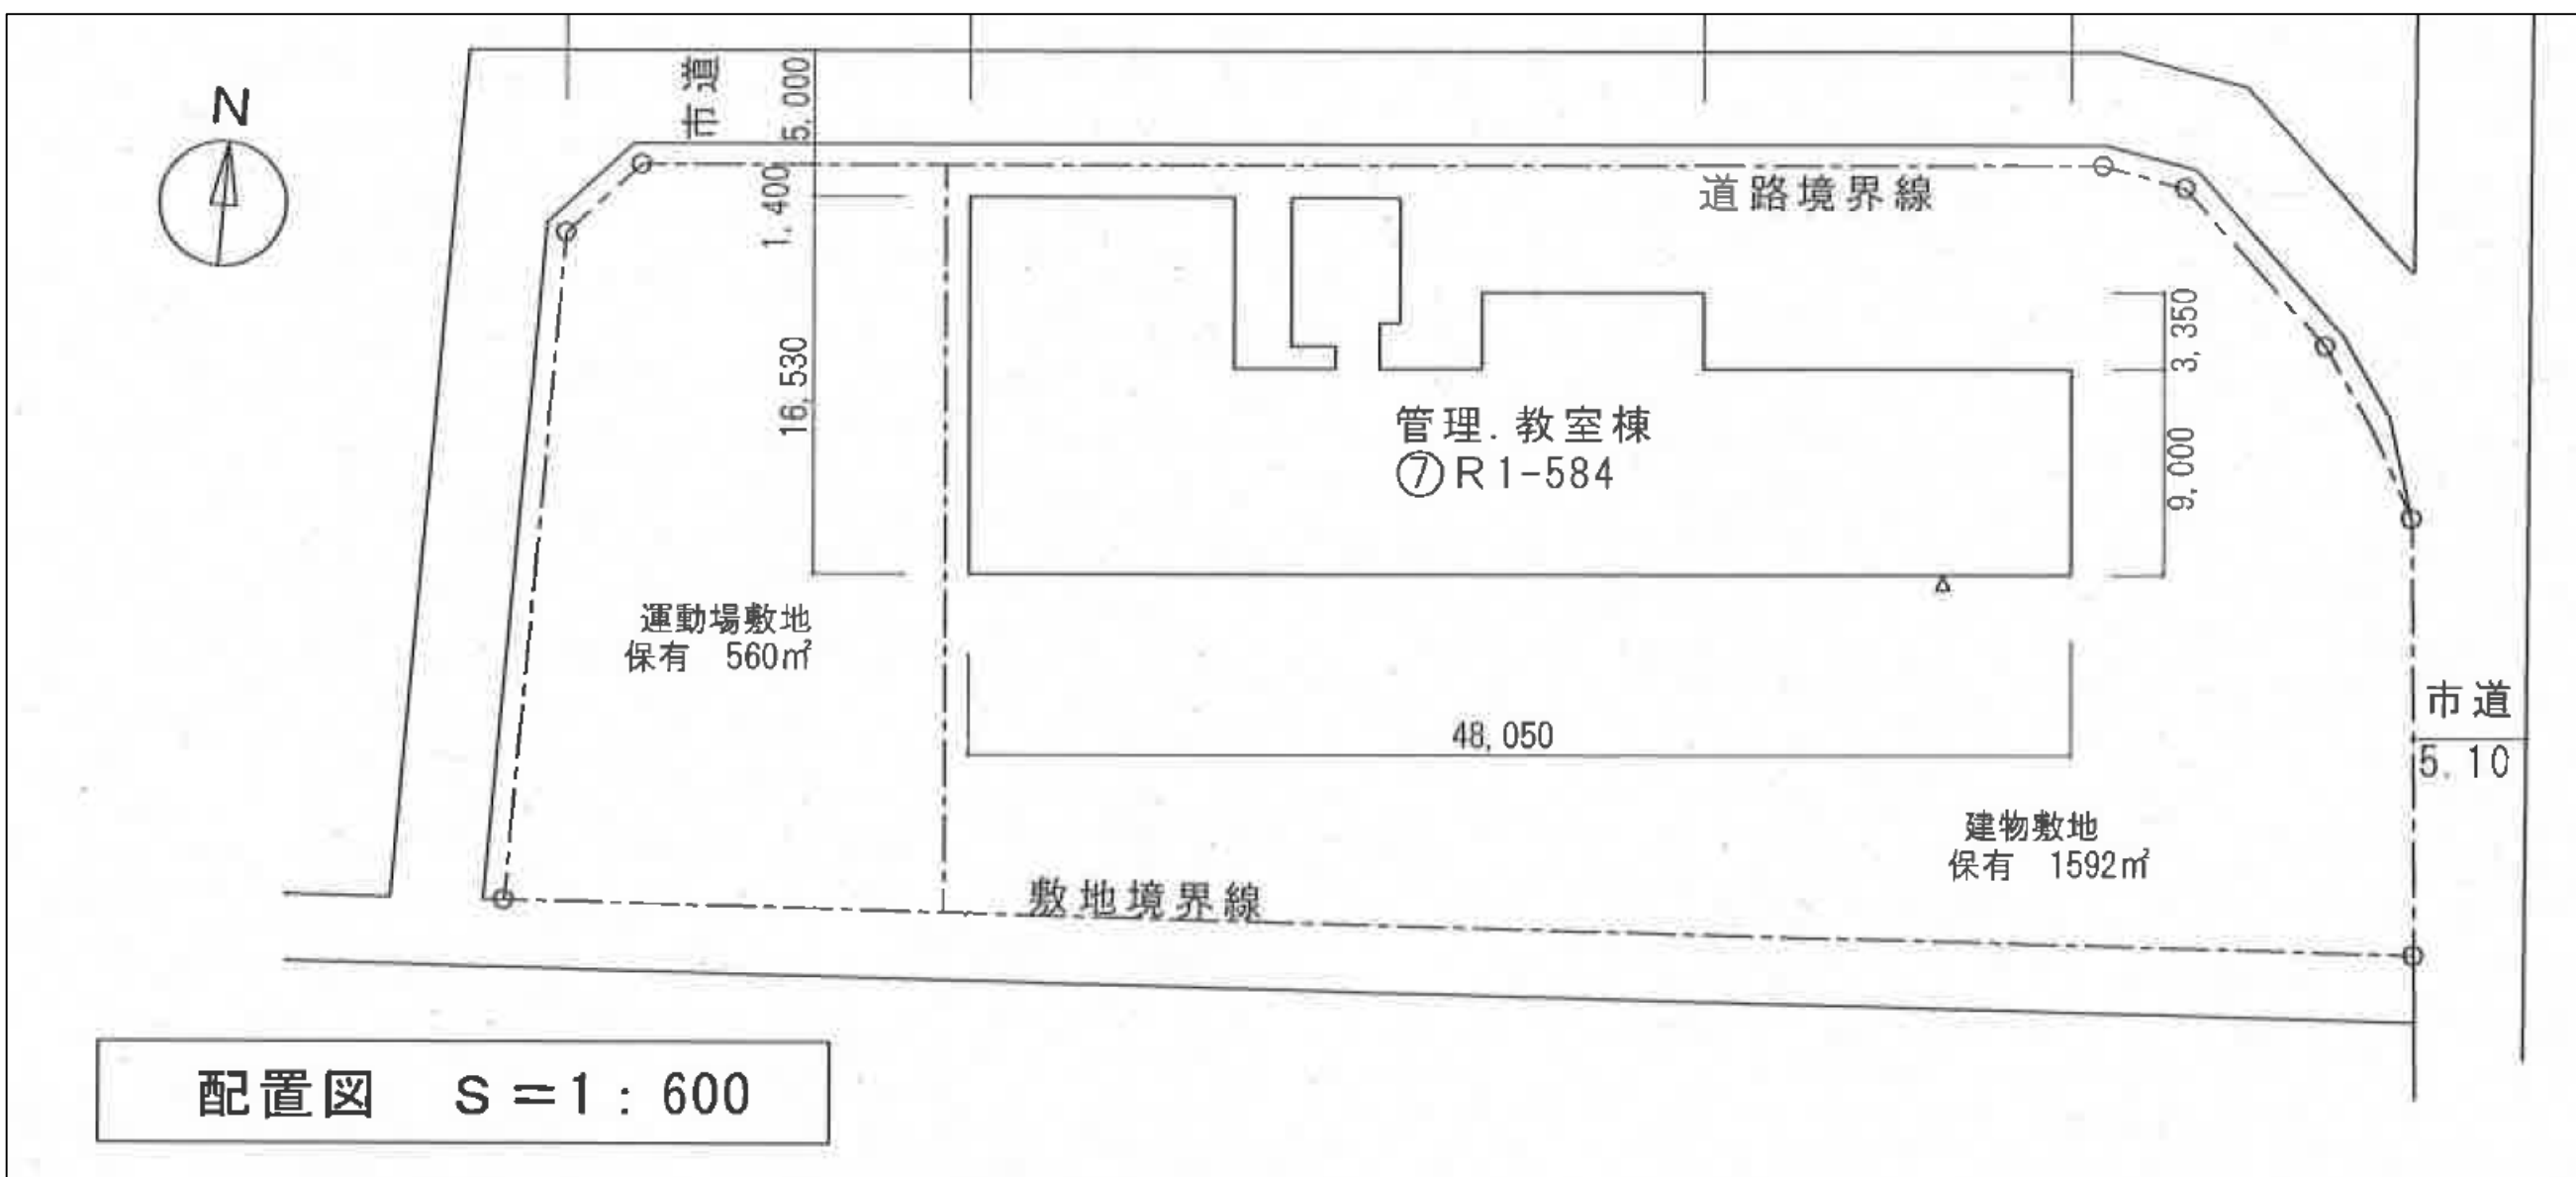 N
市道
5,000
1,400
16,530
道路境界線
3,350
9,000
管理.教室棟
⑦R1-584
運動場敷地
保有 560㎡
48,050
市道
5.10
建物敷地
保有 1592㎡
敷地境界線
配置図 S=1:600